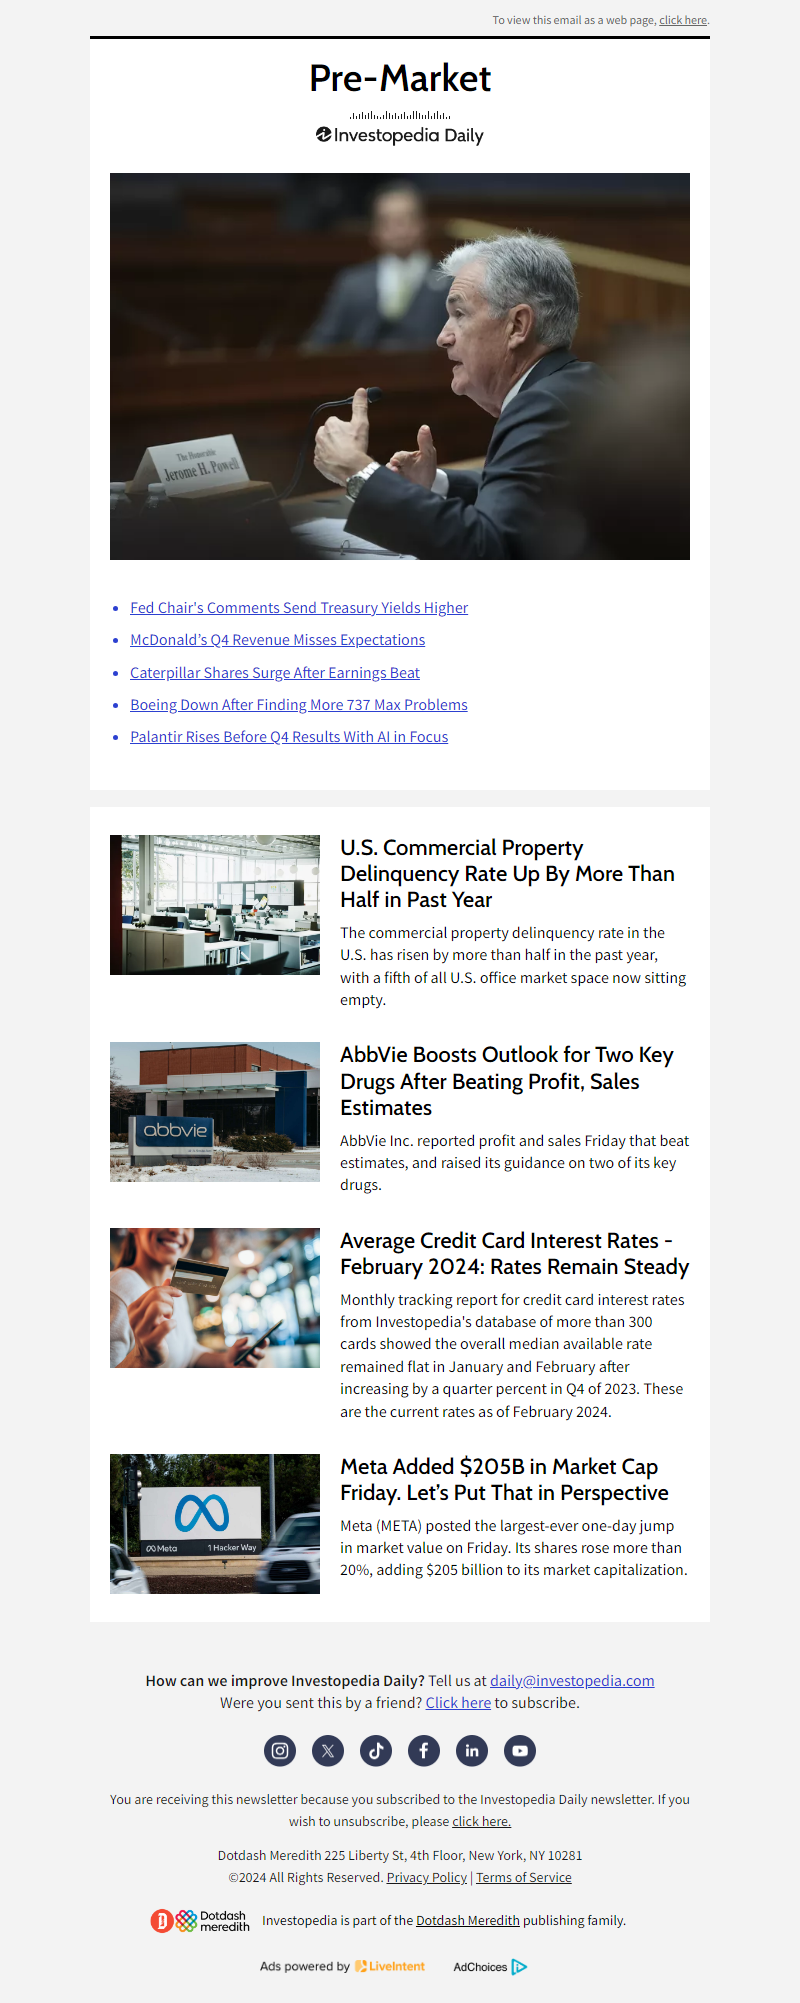 To view this email as a web page, click here.
Pre-Market
Investopedia Daily
The Honorable
Jerome H. Powell
Fed Chair's Comments Send Treasury Yields Higher
McDonald’s Q4 Revenue Misses Expectations
Caterpillar Shares Surge After Earnings Beat
Boeing Down After Finding More 737 Max Problems
Palantir Rises Before Q4 Results With AI in Focus
U.S. Commercial Property
Delinquency Rate Up By More Than
Half in Past Year
The commercial property delinquency rate in the
U.S. has risen by more than half in the past year,
with a fifth of all U.S. office market space now sitting
empty.
abbvie
AbbVie Boosts Outlook for Two Key
Drugs After Beating Profit, Sales
Estimates
AbbVie Inc. reported profit and sales Friday that beat
estimates, and raised its guidance on two of its key
drugs.
Average Credit Card Interest Rates -
February 2024: Rates Remain Steady
Monthly tracking report for credit card interest rates
from Investopedia's database of more than 300
cards showed the overall median available rate
remained flat in January and February after
increasing by a quarter percent in Q4 of 2023. These
are the current rates as of February 2024.
Meta 1 Hacker Way
Meta Added $205B in Market Cap
Friday. Let’s Put That in Perspective
Meta (META) posted the largest-ever one-day jump
in market value on Friday. Its shares rose more than
20%, adding $205 billion to its market capitalization.
How can we improve Investopedia Daily? Tell us at daily@investopedia.com
Were you sent this by a friend? Click here to subscribe.
You are receiving this newsletter because you subscribed to the Investopedia Daily newsletter. If you
wish to unsubscribe, please click here.
Dotdash Meredith 225 Liberty St, 4th Floor, New York, NY 10281
©2024 All Rights Reserved. Privacy Policy | Terms of Service
Dotdash
meredith
Investopedia is part of the Dotdash Meredith publishing family.
Ads powered by LiveIntent AdChoices